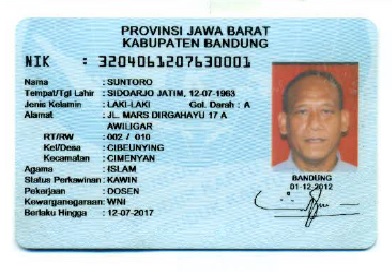 PROVINSI JAWA BARAT
KABUPATEN BANDUNG
NIK : 3204061207630001
Nama : SUNTORO
Tempat/Tgl Lahir : SIDOARJO JATIM, 12-07-1963
Jenis Kelamin : LAKI-LAKI Gol. Darah : A
Alamat : JL. MARS DIRGAHAYU 17 A
AWILIGAR
RT/RW : 002 / 010
Kel/Desa : CIBEUNYING
Kecamatan : CIMENYAN
Agama : ISLAM
Status Perkawinan : KAWIN
Pekerjaan : DOSEN
Kewarganegaraan : WNI
Berlaku Hingga : 12-07-2017
BANDUNG
01-12-2012